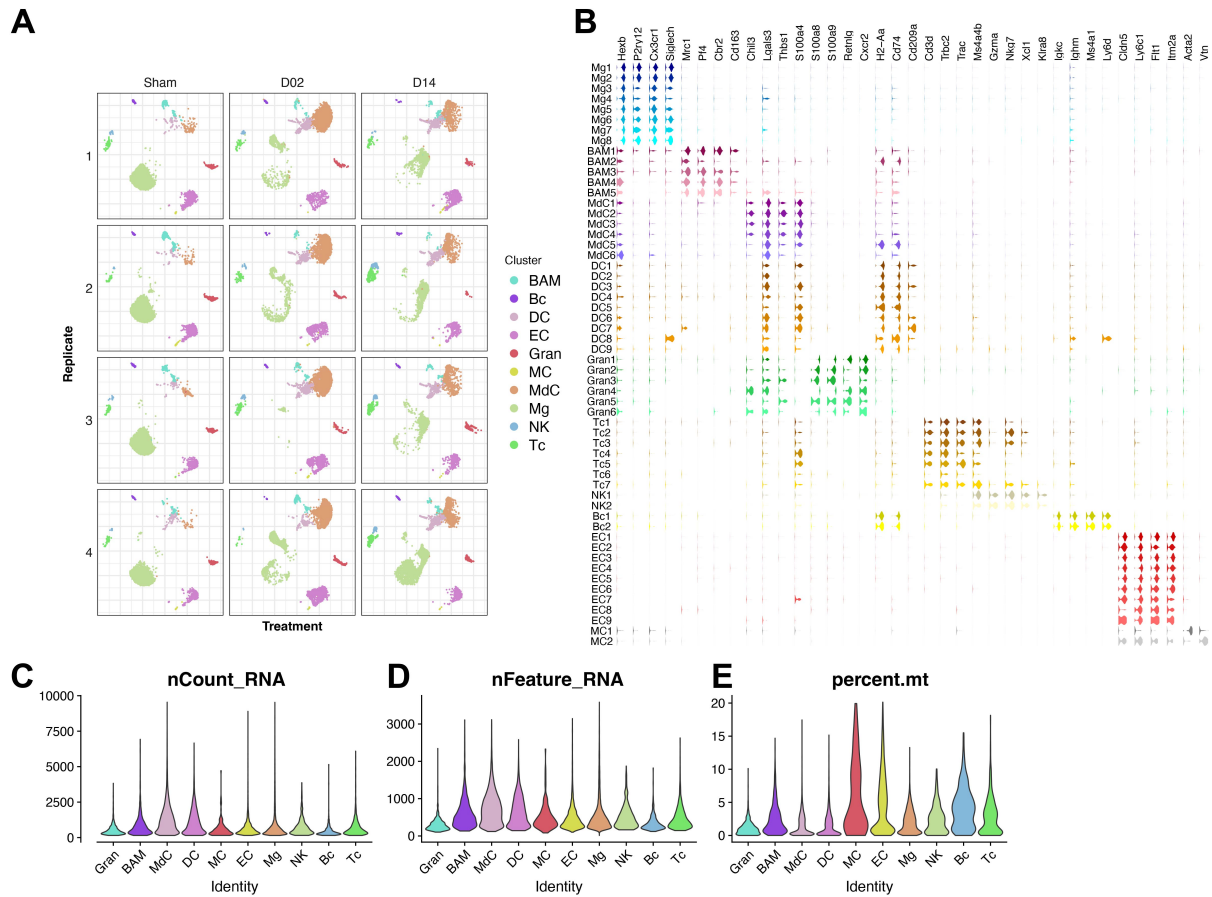 A
Sham
D02
D14
1
2
3
4
Replicate
Treatment
Cluster
BAM
Bc
DC
EC
Gran
MC
MdC
Mg
NK
Tc
B
Hexb
P2ry12
Cx3cr1
Siglech
Mrc1
Pf4
Cbr2
Cd163
Chil3
Lgals3
Thbs1
S100a4
S100a8
S100a9
Retnlg
Cxcr2
H2-Aa
Cd74
Cd209a
Cd3d
Trbc2
Trac
Ms4a4b
Gzma
Nkg7
Xcl1
Klra8
Igkc
Ighm
Ms4a1
Ly6d
Cldn5
Ly6c1
Flt1
Itm2a
Acta2
Vtn
Mg1
Mg2
Mg3
Mg4
Mg5
Mg6
Mg7
Mg8
BAM1
BAM2
BAM3
BAM4
BAM5
MdC1
MdC2
MdC3
MdC4
MdC5
MdC6
DC1
DC2
DC3
DC4
DC5
DC6
DC7
DC8
DC9
Gran1
Gran2
Gran3
Gran4
Gran5
Gran6
Tc1
Tc2
Tc3
Tc4
Tc5
Tc6
Tc7
NK1
NK2
Bc1
Bc2
EC1
EC2
EC3
EC4
EC5
EC6
EC7
EC8
EC9
MC1
MC2
C
nCount_RNA
10000
7500
5000
2500
0
Gran BAM MdC DC MC EC Mg NK Bc Tc
Identity
D
nFeature_RNA
3000
2000
1000
0
Gran BAM MdC DC MC EC Mg NK Bc Tc
Identity
E
percent.mt
20
15
10
5
0
Gran BAM MdC DC MC EC Mg NK Bc Tc
Identity